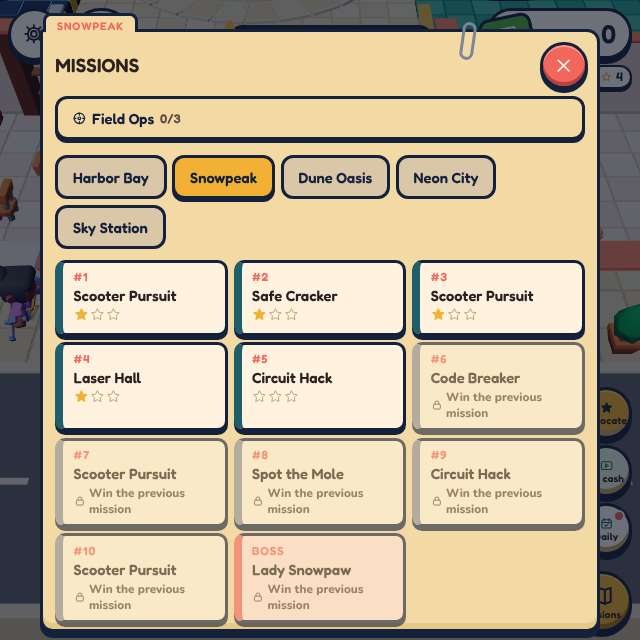 SNOWPEAK
MISSIONS
0
4
Field Ops 0/3
Harbor Bay
Snowpeak
Dune Oasis
Neon City
Sky Station
#1
Scooter Pursuit
#2
Safe Cracker
#3
Scooter Pursuit
#4
Laser Hall
#5
Circuit Hack
#6
Code Breaker
Win the previous
mission
#7
Scooter Pursuit
Win the previous
mission
#8
Spot the Mole
Win the previous
mission
#9
Circuit Hack
Win the previous
mission
#10
Scooter Pursuit
Win the previous
mission
BOSS
Lady Snowpaw
Win the previous
mission
cash